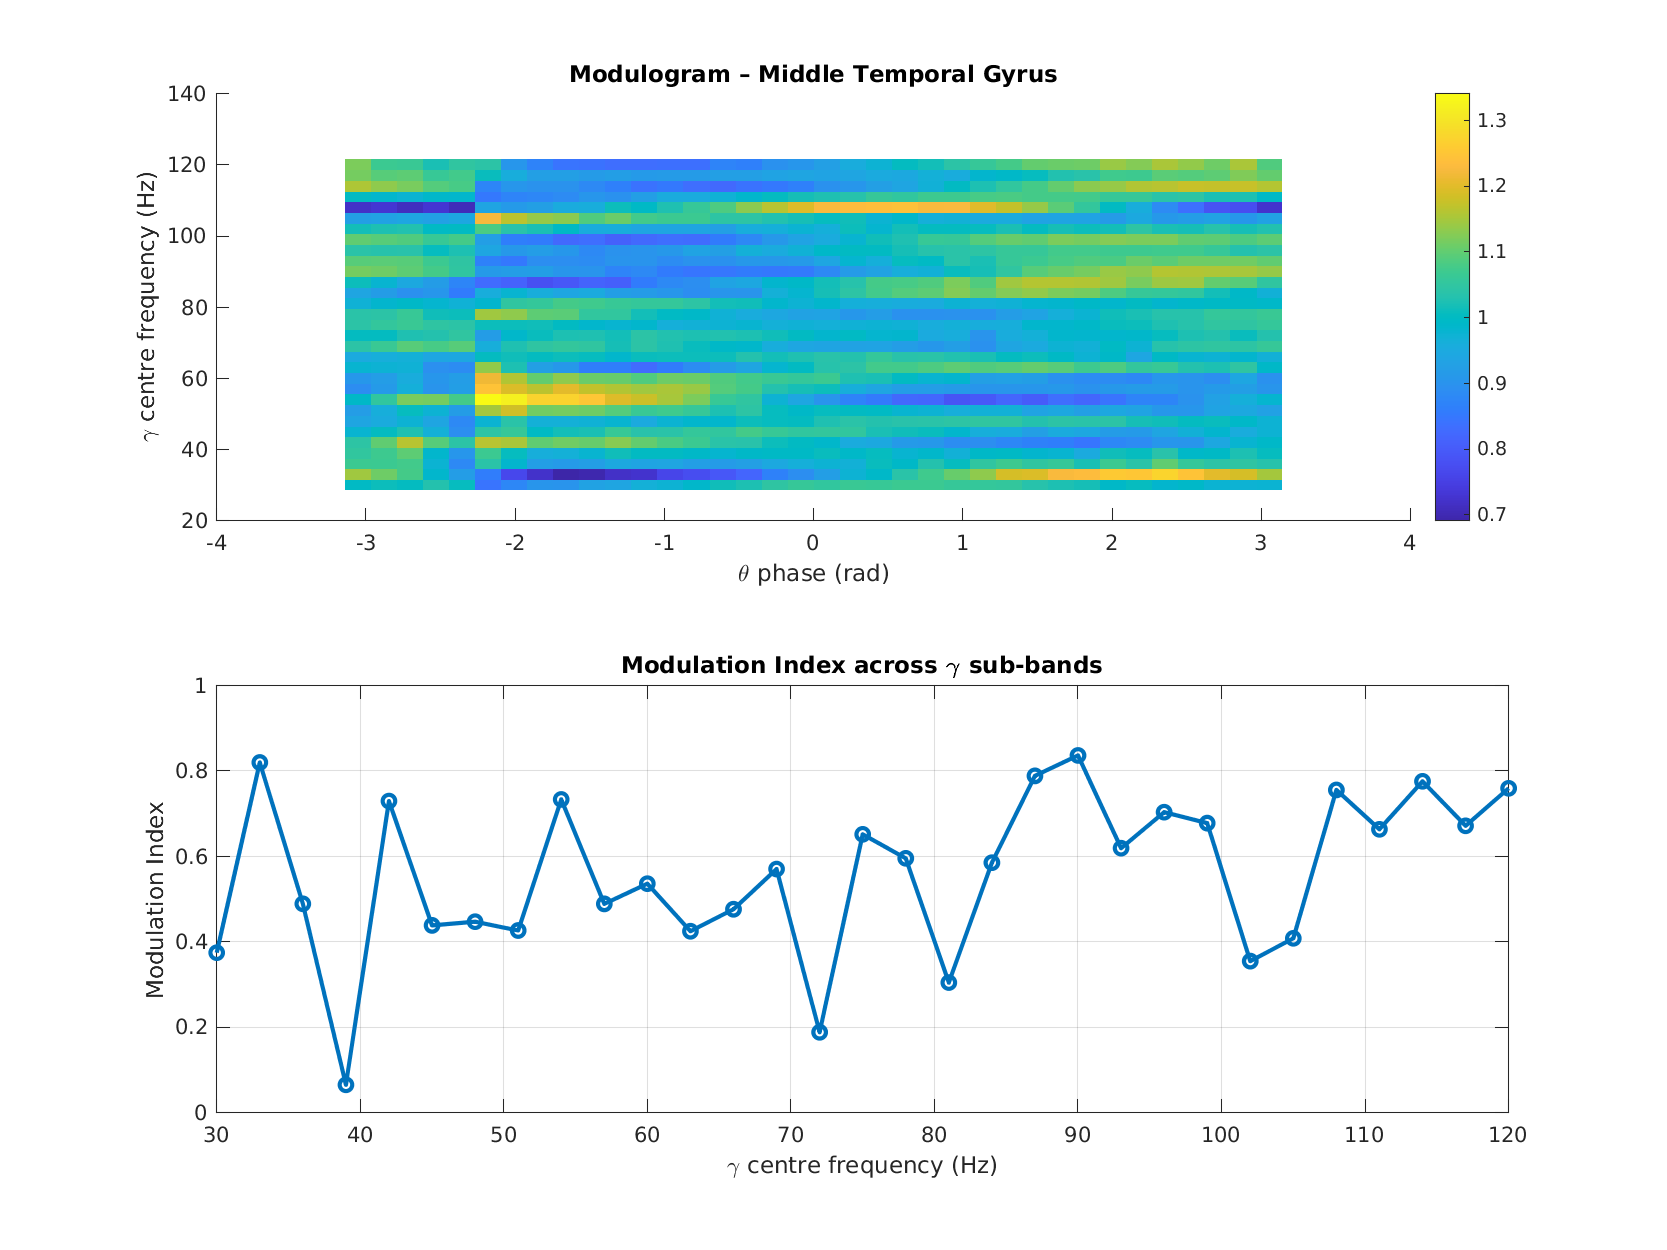 Modulogram – Middle Temporal Gyrus
140
120
100
80
60
40
20
γ centre frequency (Hz)
-4 -3 -2 -1 0 1 2 3 4
θ phase (rad)
1.3
1.2
1.1
1
0.9
0.8
0.7
Modulation Index across γ sub-bands
1
0.8
0.6
0.4
0.2
0
Modulation Index
30 40 50 60 70 80 90 100 110 120
γ centre frequency (Hz)